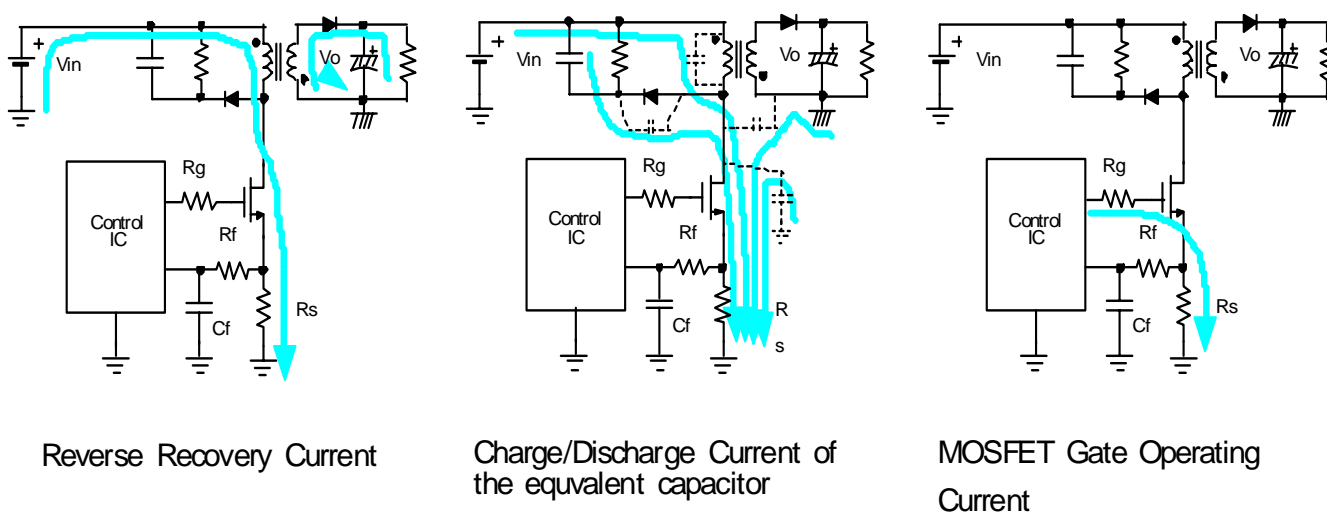 +
Vin
Vo
+
Rg
Control
IC
Rf
Cf
Rs
Reverse Recovery Current
+
Vin
Vo
+
Rg
Control
IC
Rf
Cf
R
s
Charge/Discharge Current of
the equvalent capacitor
+
Vin
Vo
+
Rg
Control
IC
Rf
Cf
Rs
MOSFET Gate Operating
Current